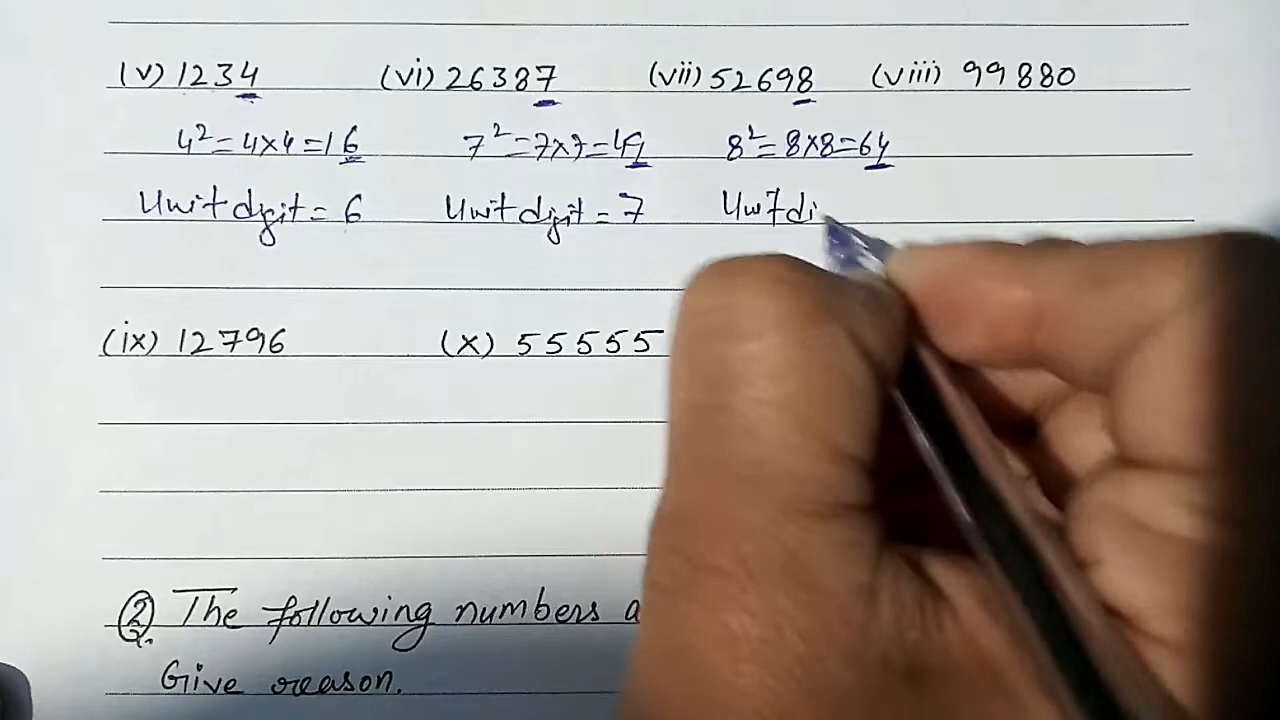 (v) 1234 (vi) 26387 (vii) 52698 (viii) 99880
4² = 4×4 = 16 7² = 7×7 = 49 8² = 8×8 = 64
Unit digit = 6 Unit digit = 7 Unit di
(ix) 12796 (x) 55555
② The following numbers a
Give reason.